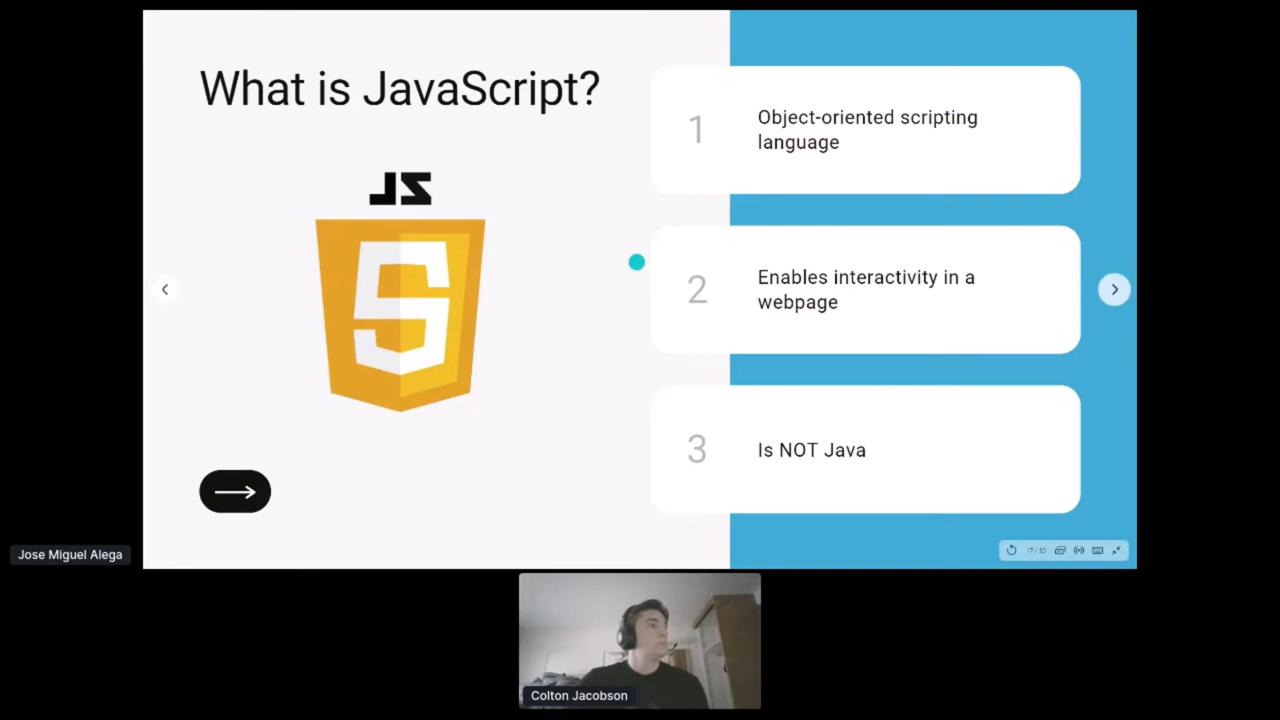 What is JavaScript?
JS
5
1
Object-oriented scripting
language
2
Enables interactivity in a
webpage
3
Is NOT Java
Jose Miguel Alega
Colton Jacobson